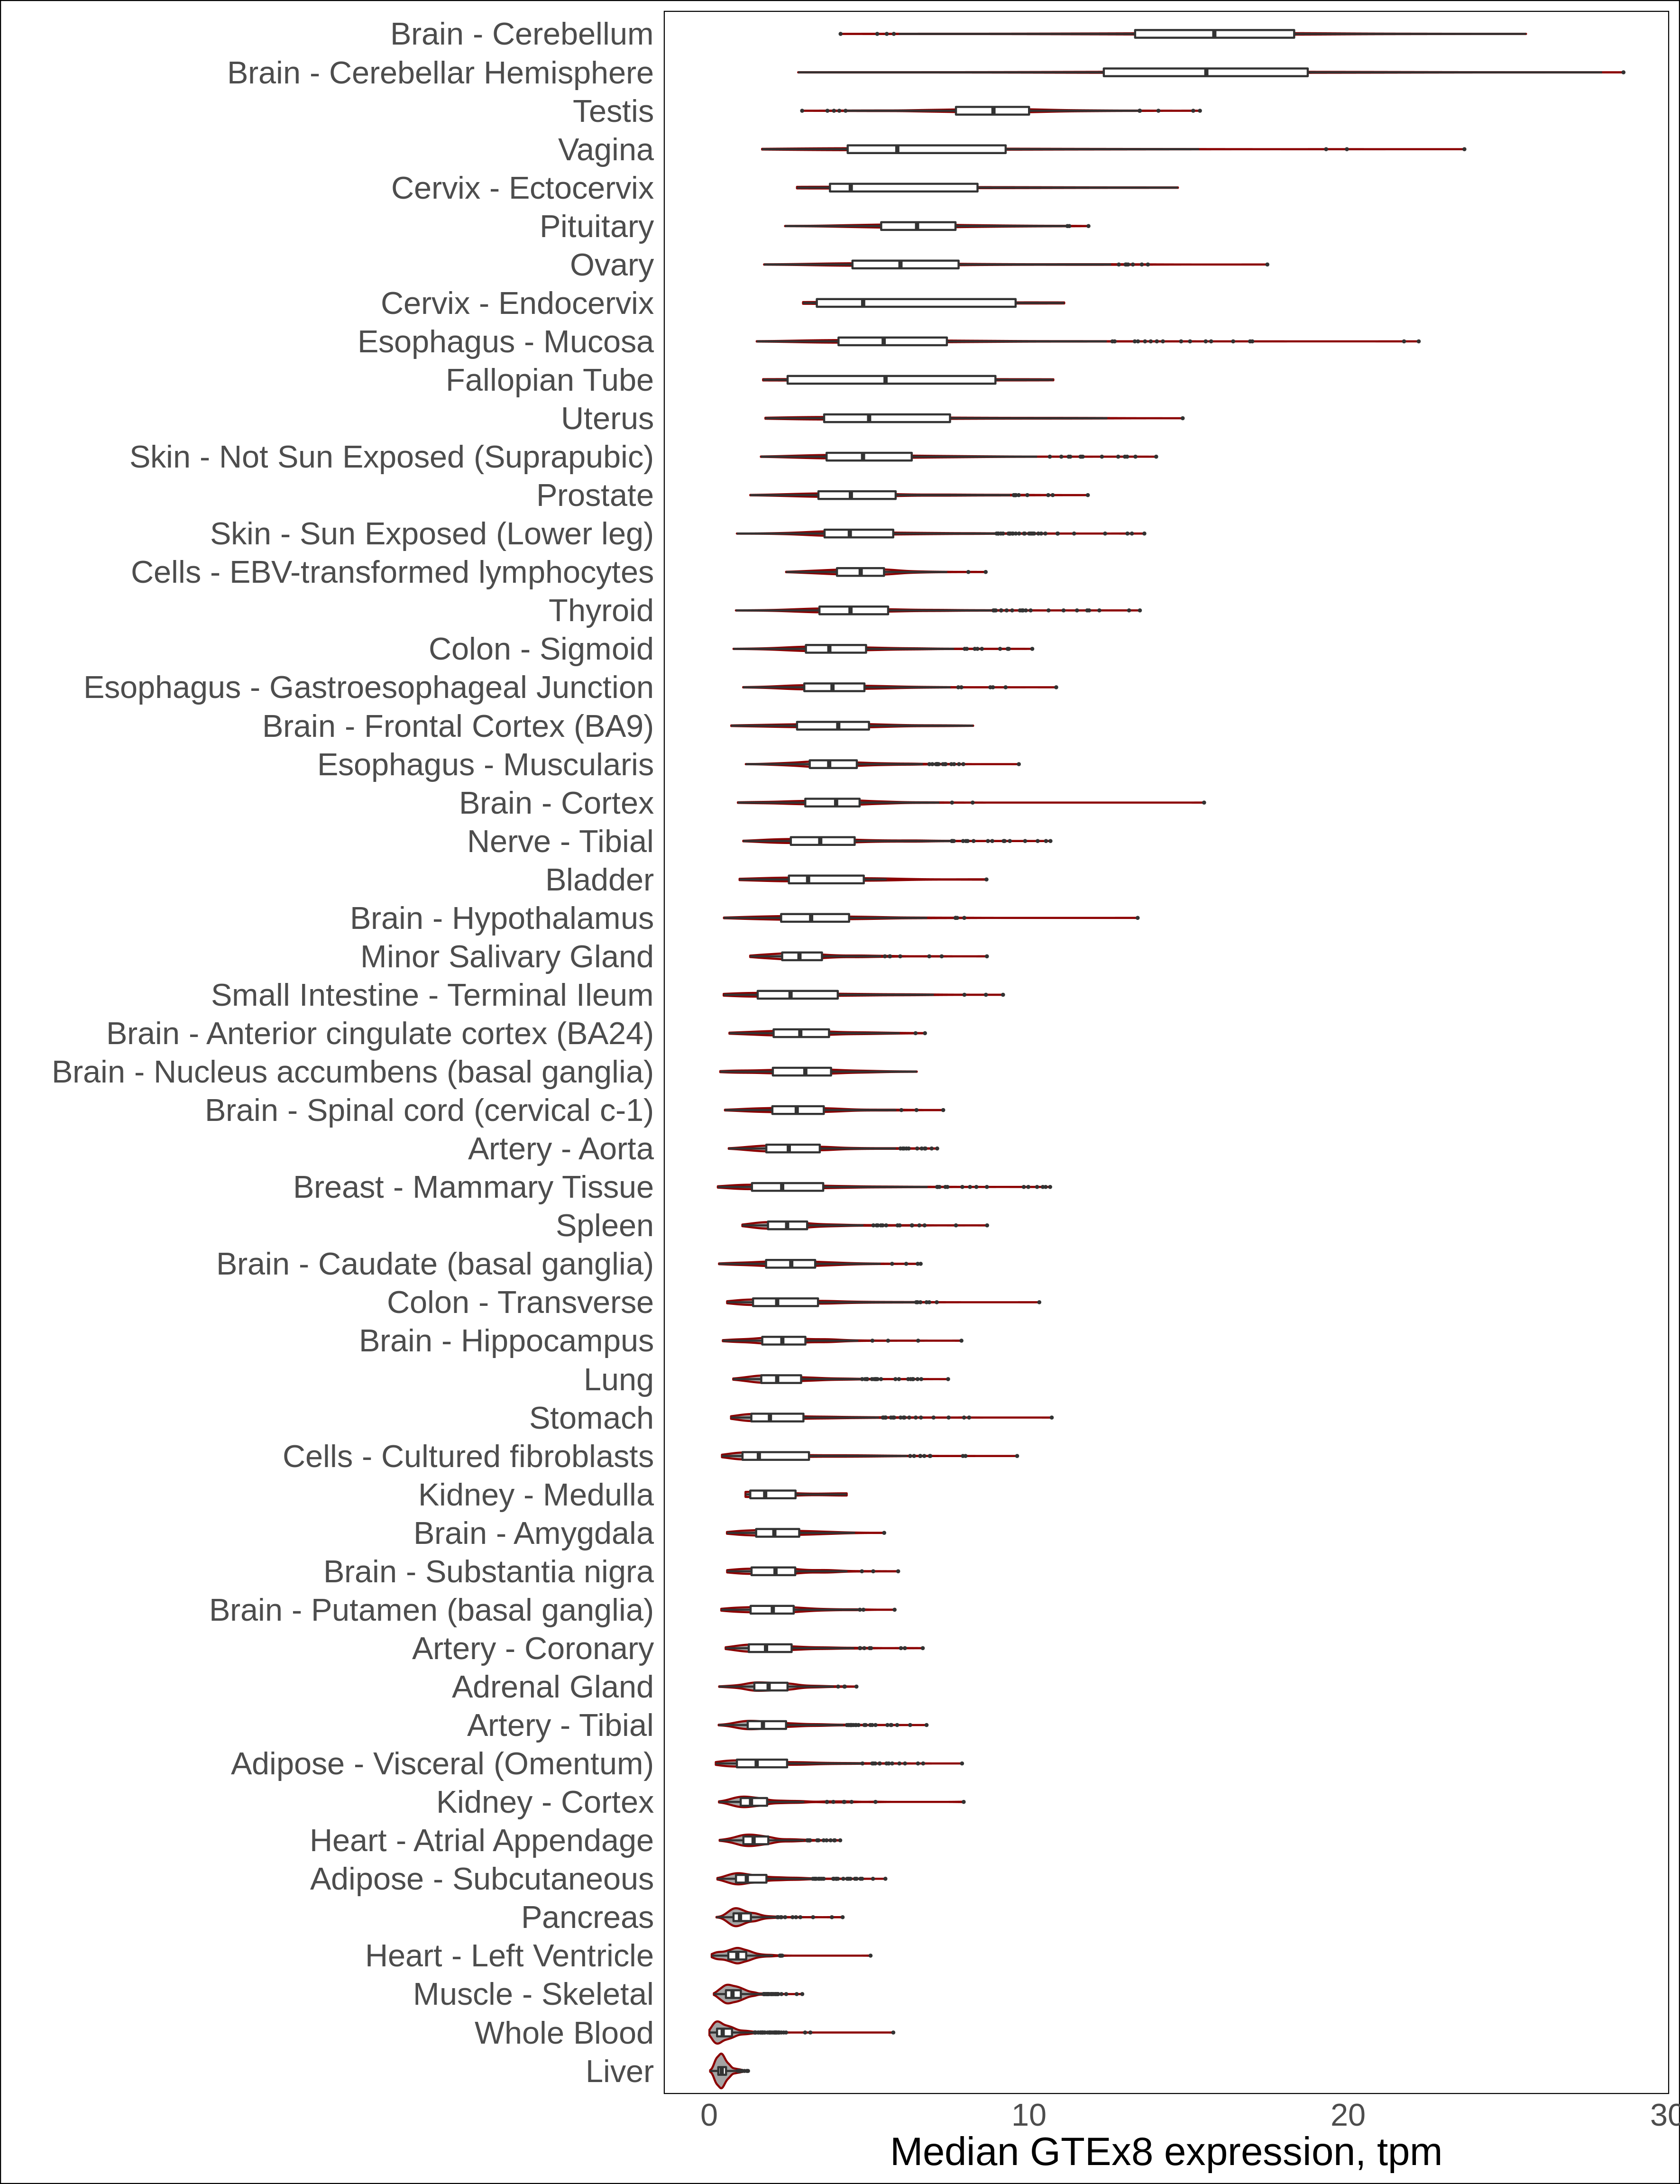 Brain - Cerebellum
Brain - Cerebellar Hemisphere
Testis
Vagina
Cervix - Ectocervix
Pituitary
Ovary
Cervix - Endocervix
Esophagus - Mucosa
Fallopian Tube
Uterus
Skin - Not Sun Exposed (Suprapubic)
Prostate
Skin - Sun Exposed (Lower leg)
Cells - EBV-transformed lymphocytes
Thyroid
Colon - Sigmoid
Esophagus - Gastroesophageal Junction
Brain - Frontal Cortex (BA9)
Esophagus - Muscularis
Brain - Cortex
Nerve - Tibial
Bladder
Brain - Hypothalamus
Minor Salivary Gland
Small Intestine - Terminal Ileum
Brain - Anterior cingulate cortex (BA24)
Brain - Nucleus accumbens (basal ganglia)
Brain - Spinal cord (cervical c-1)
Artery - Aorta
Breast - Mammary Tissue
Spleen
Brain - Caudate (basal ganglia)
Colon - Transverse
Brain - Hippocampus
Lung
Stomach
Cells - Cultured fibroblasts
Kidney - Medulla
Brain - Amygdala
Brain - Substantia nigra
Brain - Putamen (basal ganglia)
Artery - Coronary
Adrenal Gland
Artery - Tibial
Adipose - Visceral (Omentum)
Kidney - Cortex
Heart - Atrial Appendage
Adipose - Subcutaneous
Pancreas
Heart - Left Ventricle
Muscle - Skeletal
Whole Blood
Liver
0 10 20 30
Median GTEx8 expression, tpm